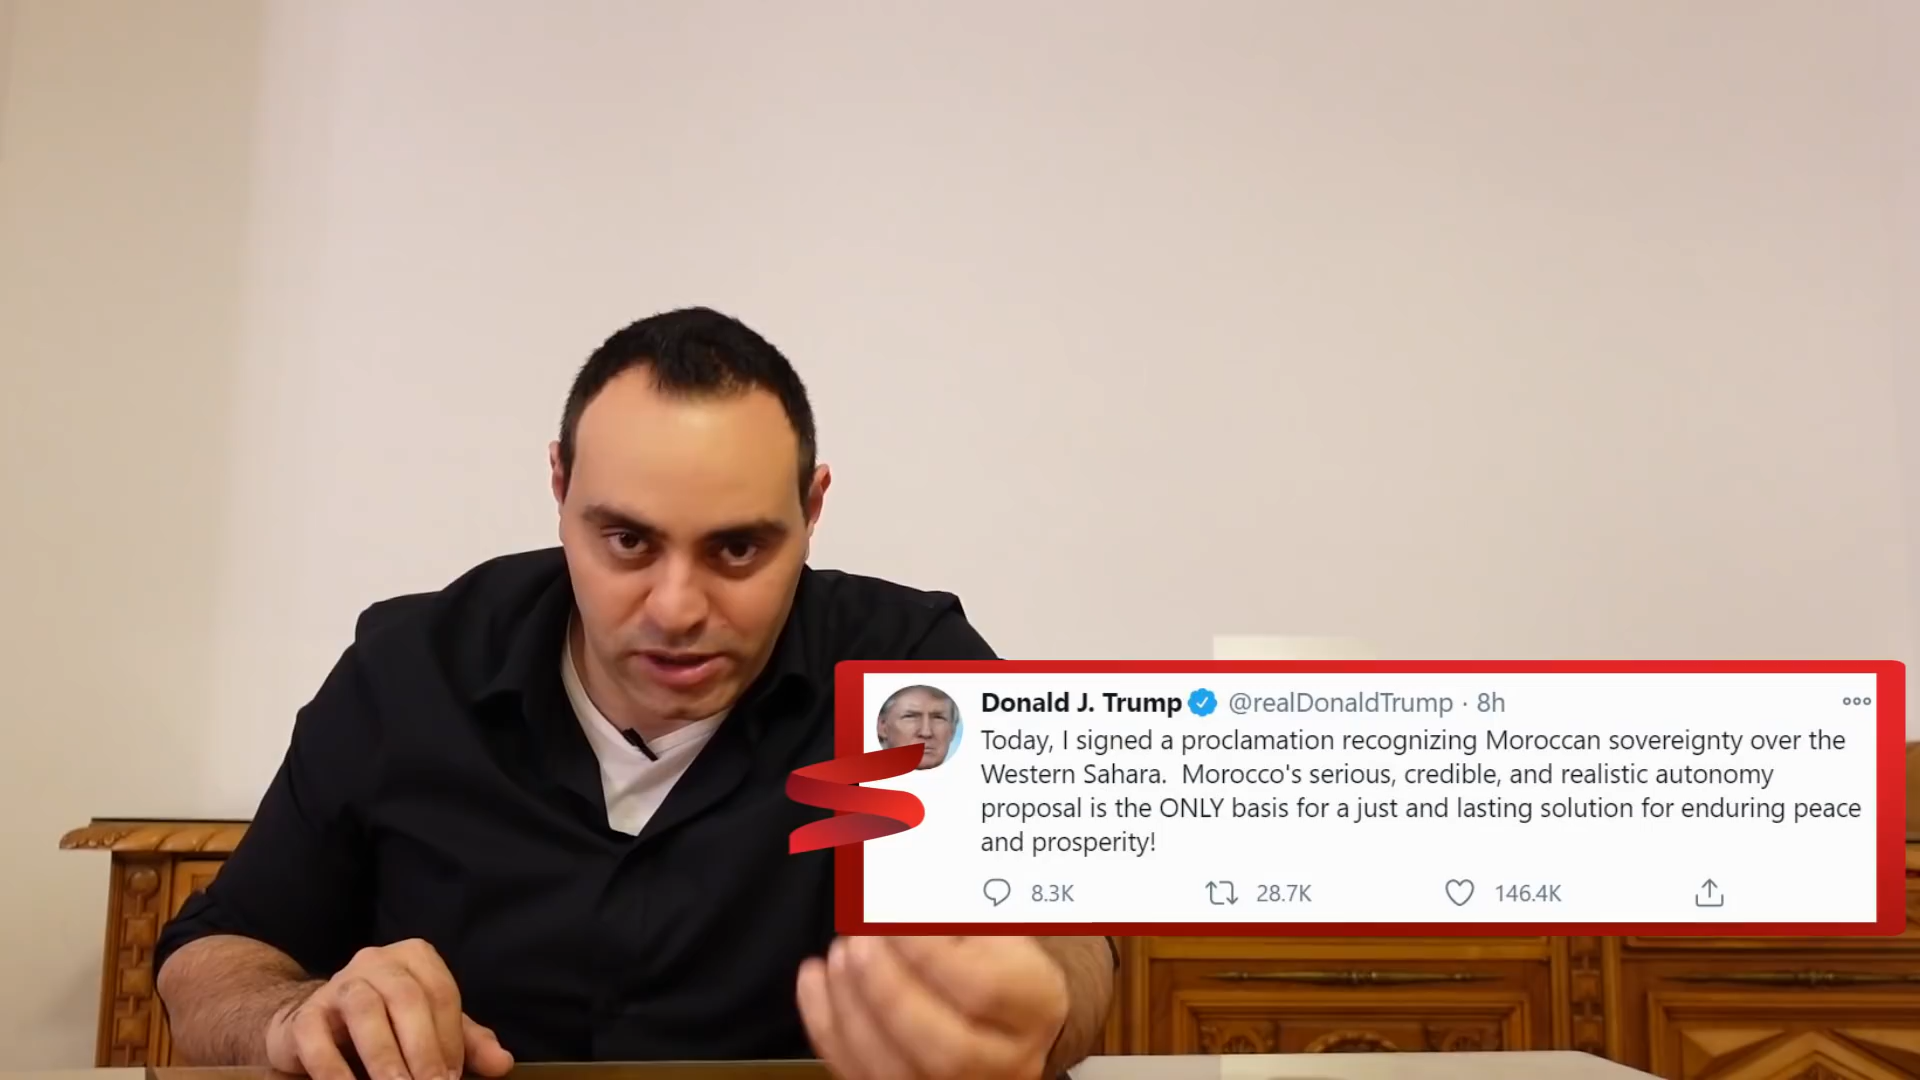 Donald J. Trump @realDonaldTrump · 8h
Today, I signed a proclamation recognizing Moroccan sovereignty over the
Western Sahara.  Morocco's serious, credible, and realistic autonomy
proposal is the ONLY basis for a just and lasting solution for enduring peace
and prosperity!
8.3K 28.7K 146.4K